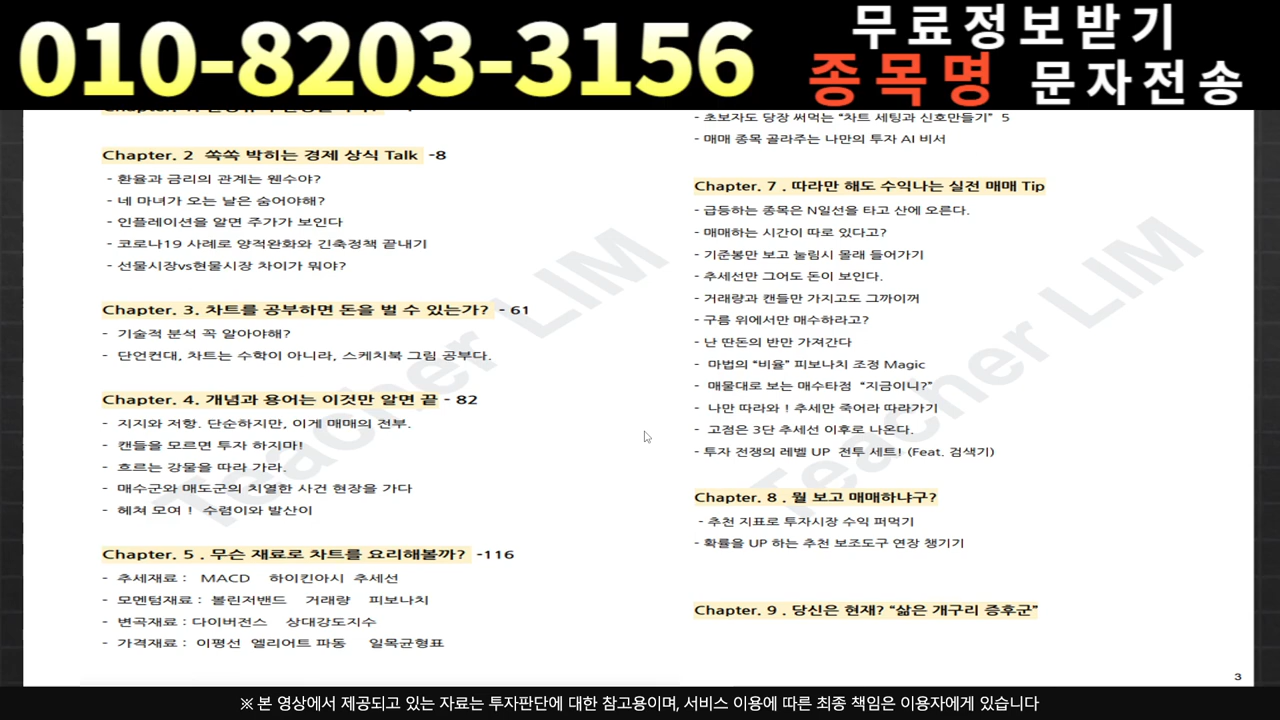 010-8203-3156
무료정보받기
종목명 문자전송
Chapter. 2 쏙쏙 박히는 경제 상식 Talk -8
- 환율과 금리의 관계는 웬수야?
- 네 마녀가 오는 날은 숨어야해?
- 인플레이션을 알면 주가가 보인다
- 코로나19 사례로 양적완화와 긴축정책 끝내기
- 선물시장vs현물시장 차이가 뭐야?
Chapter. 3. 차트를 공부하면 돈을 벌 수 있는가? - 61
- 기술적 분석 꼭 알아야해?
- 단언컨대, 차트는 수학이 아니라, 스케치북 그림 공부다.
Chapter. 4. 개념과 용어는 이것만 알면 끝 - 82
- 지지와 저항. 단순하지만, 이게 매매의 전부.
- 캔들을 모르면 투자 하지마!
- 흐르는 강물을 따라 가라.
- 매수군와 매도군의 치열한 사건 현장을 가다
- 헤쳐 모여 ! 수렴이와 발산이
Chapter. 5 . 무슨 재료로 차트를 요리해볼까? -116
- 추세재료 : MACD 하이킨아시 추세선
- 모멘텀재료 : 볼린저밴드 거래량 피보나치
- 변곡재료 : 다이버전스 상대강도지수
- 가격재료 : 이평선 엘리어트 파동 일목균형표
- 초보자도 당장 써먹는 “차트 세팅과 신호만들기” 5
- 매매 종목 골라주는 나만의 투자 AI 비서
Chapter. 7 . 따라만 해도 수익나는 실전 매매 Tip
- 급등하는 종목은 N일선을 타고 산에 오른다.
- 매매하는 시간이 따로 있다고?
- 기준봉만 보고 눌림시 몰래 들어가기
- 추세선만 그어도 돈이 보인다.
- 거래량과 캔들만 가지고도 그까이꺼
- 구름 위에서만 매수하라고?
- 난 딴돈의 반만 가져간다
- 마법의 “비율” 피보나치 조정 Magic
- 매물대로 보는 매수타점 “지금이니?”
- 나만 따라와 ! 추세만 죽어라 따라가기
- 고점은 3단 추세선 이후로 나온다.
- 투자 전쟁의 레벨 UP 전투 세트! (Feat. 검색기)
Chapter. 8 . 뭘 보고 매매하냐구?
- 추천 지표로 투자시장 수익 퍼먹기
- 확률을 UP 하는 추천 보조도구 연장 챙기기
Chapter. 9 . 당신은 현재? “삶은 개구리 증후군”
Teacher LIM
Teacher LIM
3
※ 본 영상에서 제공되고 있는 자료는 투자판단에 대한 참고용이며, 서비스 이용에 따른 최종 책임은 이용자에게 있습니다